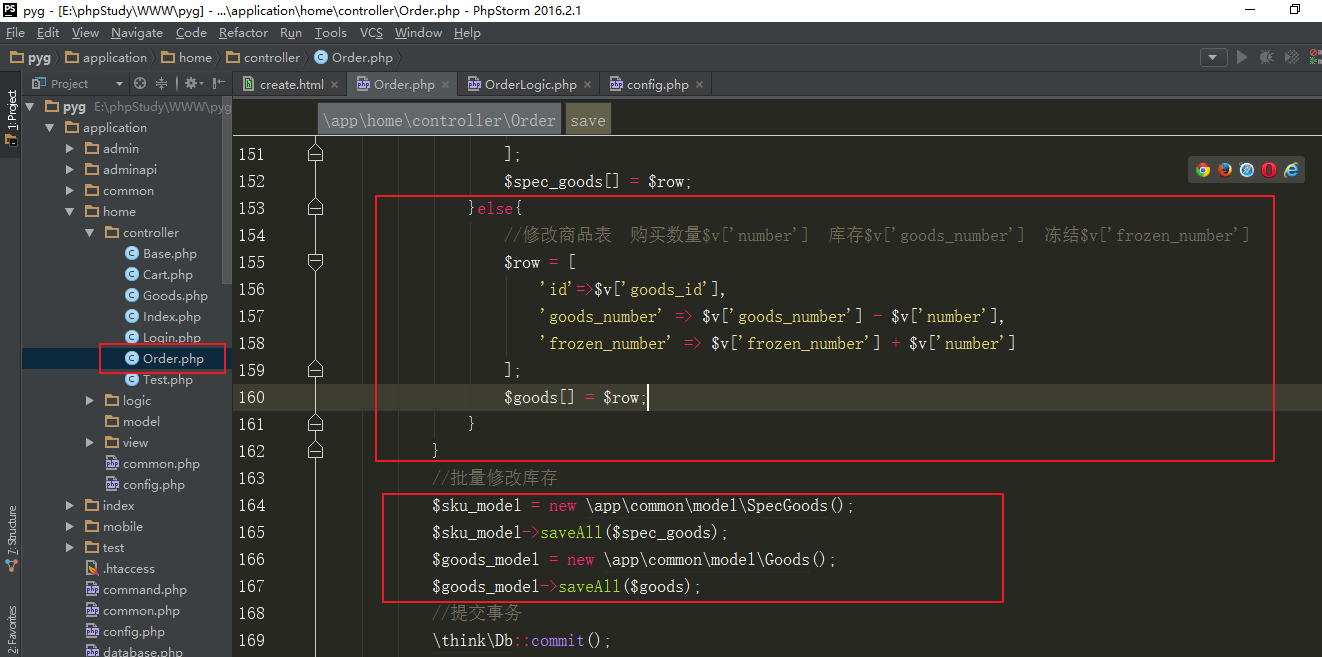 pyg - [E:\phpStudy\WWW\pyg] - ...\application\home\controller\Order.php - PhpStorm 2016.2.1
File Edit View Navigate Code Refactor Run Tools VCS Window Help
pyg application home controller Order.php
Project
create.html Order.php OrderLogic.php config.php
1: Project
7: Structure
2: Favorites
pyg E:\phpStudy\WWW\pyg
application
admin
adminapi
common
home
controller
Base.php
Cart.php
Goods.php
Index.php
Login.php
Order.php
Test.php
logic
model
view
common.php
config.php
index
mobile
test
.htaccess
command.php
common.php
config.php
database.php
\app\home\controller\Order save
151 ];
152 $spec_goods[] = $row;
153 }else{
154 //修改商品表 购买数量$v['number'] 库存$v['goods_number'] 冻结$v['frozen_number']
155 $row = [
156 'id'=>$v['goods_id'],
157 'goods_number' => $v['goods_number'] - $v['number'],
158 'frozen_number' => $v['frozen_number'] + $v['number']
159 ];
160 $goods[] = $row;
161 }
162 }
163 //批量修改库存
164 $sku_model = new \app\common\model\SpecGoods();
165 $sku_model->saveAll($spec_goods);
166 $goods_model = new \app\common\model\Goods();
167 $goods_model->saveAll($goods);
168 //提交事务
169 \think\Db::commit();